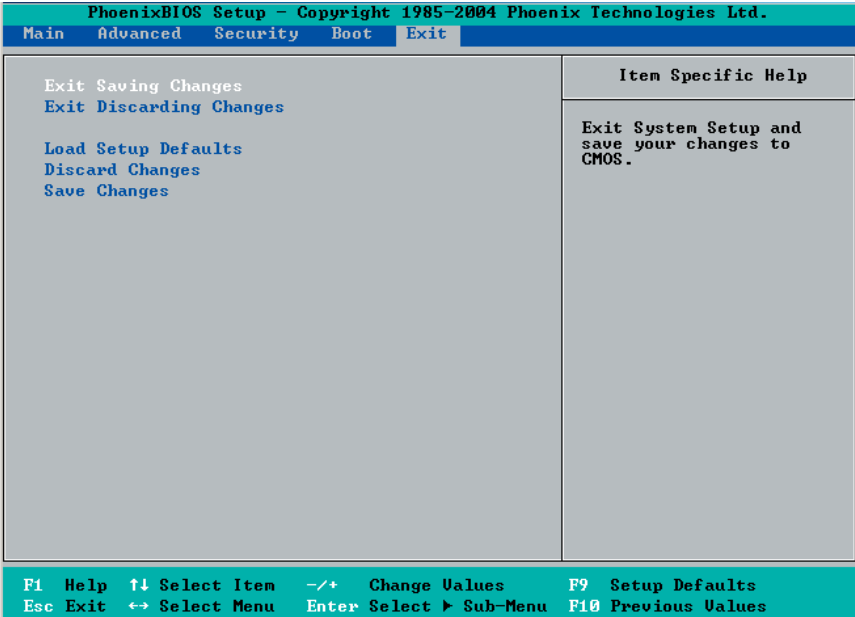 PhoenixBIOS Setup - Copyright 1985-2004 Phoenix Technologies Ltd.
Main Advanced Security Boot Exit
Exit Saving Changes
Exit Discarding Changes
Load Setup Defaults
Discard Changes
Save Changes
Item Specific Help
Exit System Setup and
save your changes to
CMOS.
F1 Help ↑↓ Select Item -/+ Change Values F9 Setup Defaults
Esc Exit ↔ Select Menu Enter Select ▶ Sub-Menu F10 Previous Values